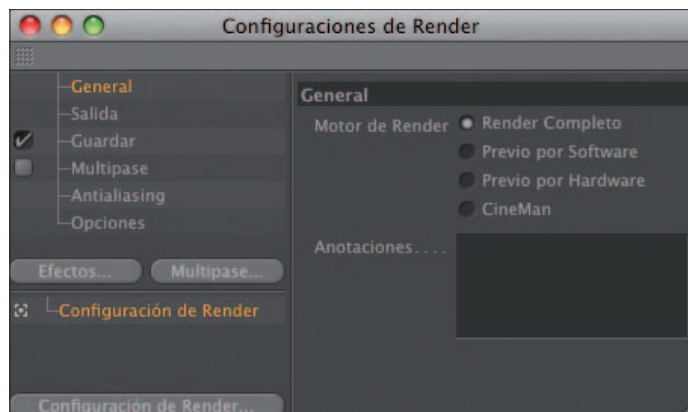 Configuraciones de Render
General
Salida
Guardar
Multipase
Antialiasing
Opciones
Efectos...
Multipase...
Configuración de Render
Configuración de Render...
General
Motor de Render
Render Completo
Previo por Software
Previo por Hardware
CineMan
Anotaciones....